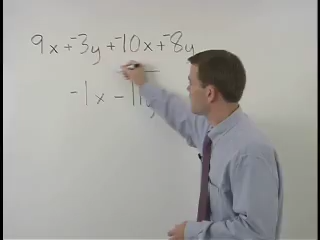 9x + ⁻3y + ⁻10x + ⁻8y
-1x - 11y